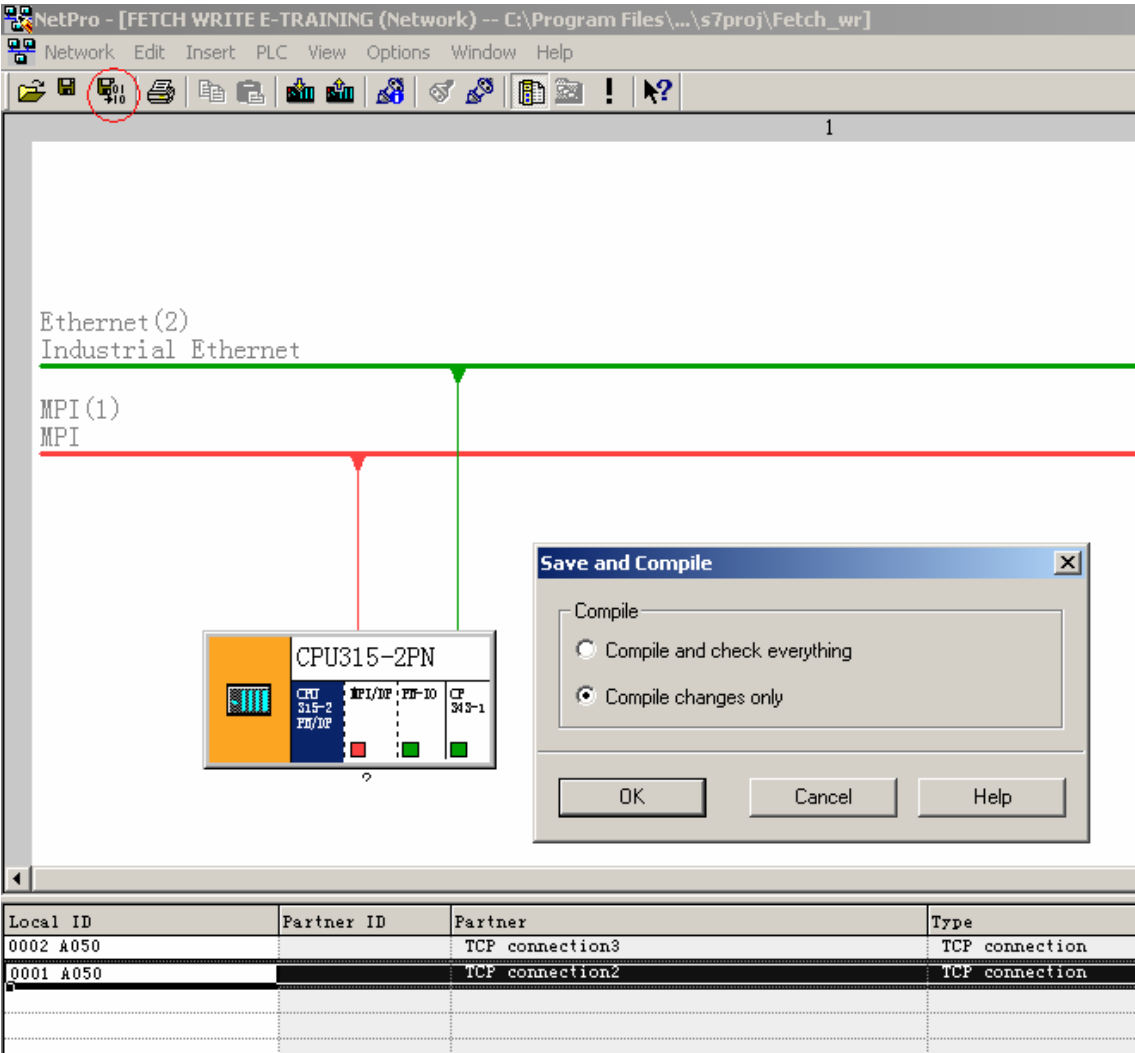 NetPro - [FETCH WRITE E-TRAINING (Network) -- C:\Program Files\...\s7proj\Fetch_wr]
Network Edit Insert PLC View Options Window Help
1
Ethernet(2)
Industrial Ethernet
MPI(1)
MPI
Save and Compile
Compile
Compile and check everything
Compile changes only
OK Cancel Help
CPU315-2PN
CPU 315-2 PN/DP
MPI/DP
PN-IO
CP 343-1
2
Local ID Partner ID Partner Type
0002 A050 TCP connection3 TCP connection
0001 A050 TCP connection2 TCP connection